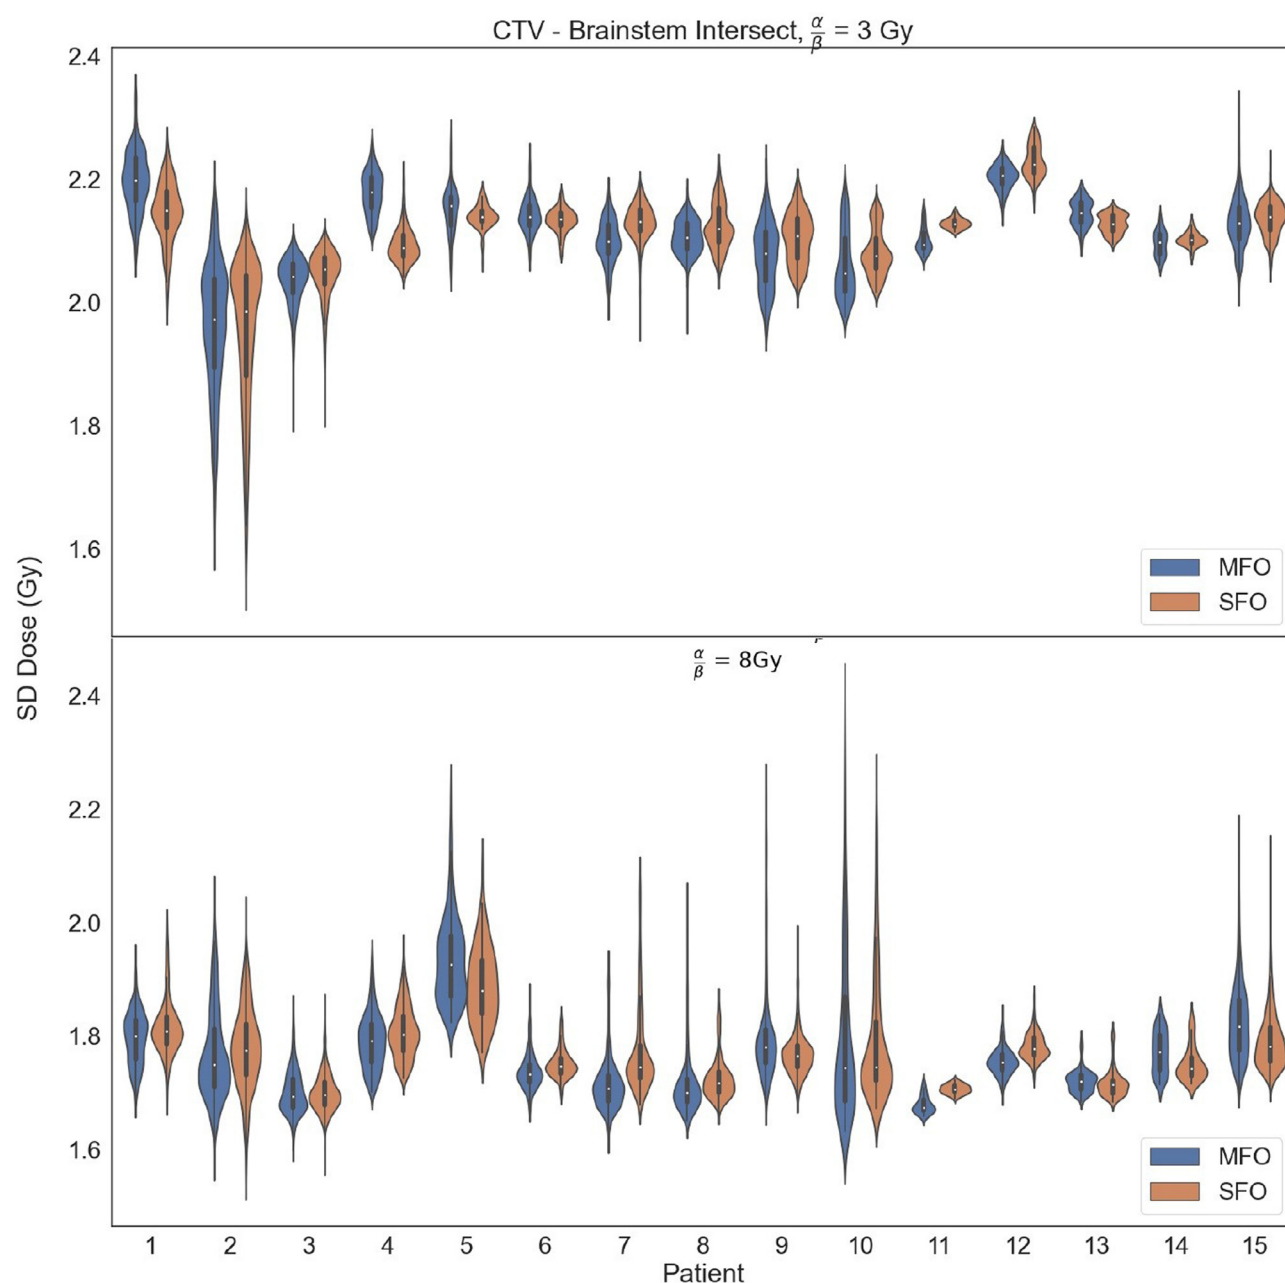 CTV - Brainstem Intersect, α/β = 3 Gy
2.4
2.2
2.0
1.8
1.6
MFO
SFO
SD Dose (Gy)
α/β = 8Gy
2.4
2.2
2.0
1.8
1.6
MFO
SFO
1 2 3 4 5 6 7 8 9 10 11 12 13 14 15
Patient